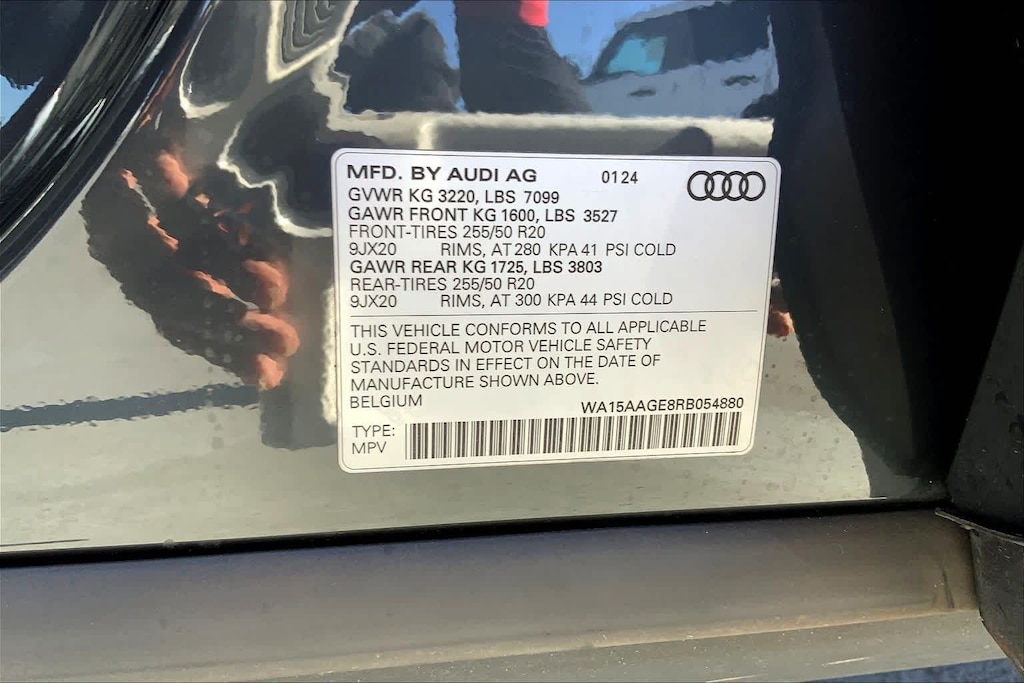 MFD. BY AUDI AG 01 24
GVWR KG 3220, LBS 7099
GAWR FRONT KG 1600, LBS 3527
FRONT-TIRES 255/50 R20
9JX20 RIMS, AT 280 KPA 41 PSI COLD
GAWR REAR KG 1725, LBS 3803
REAR-TIRES 255/50 R20
9JX20 RIMS, AT 300 KPA 44 PSI COLD
THIS VEHICLE CONFORMS TO ALL APPLICABLE
U.S. FEDERAL MOTOR VEHICLE SAFETY
STANDARDS IN EFFECT ON THE DATE OF
MANUFACTURE SHOWN ABOVE.
BELGIUM WA15AAGE8RB054880
TYPE:
MPV